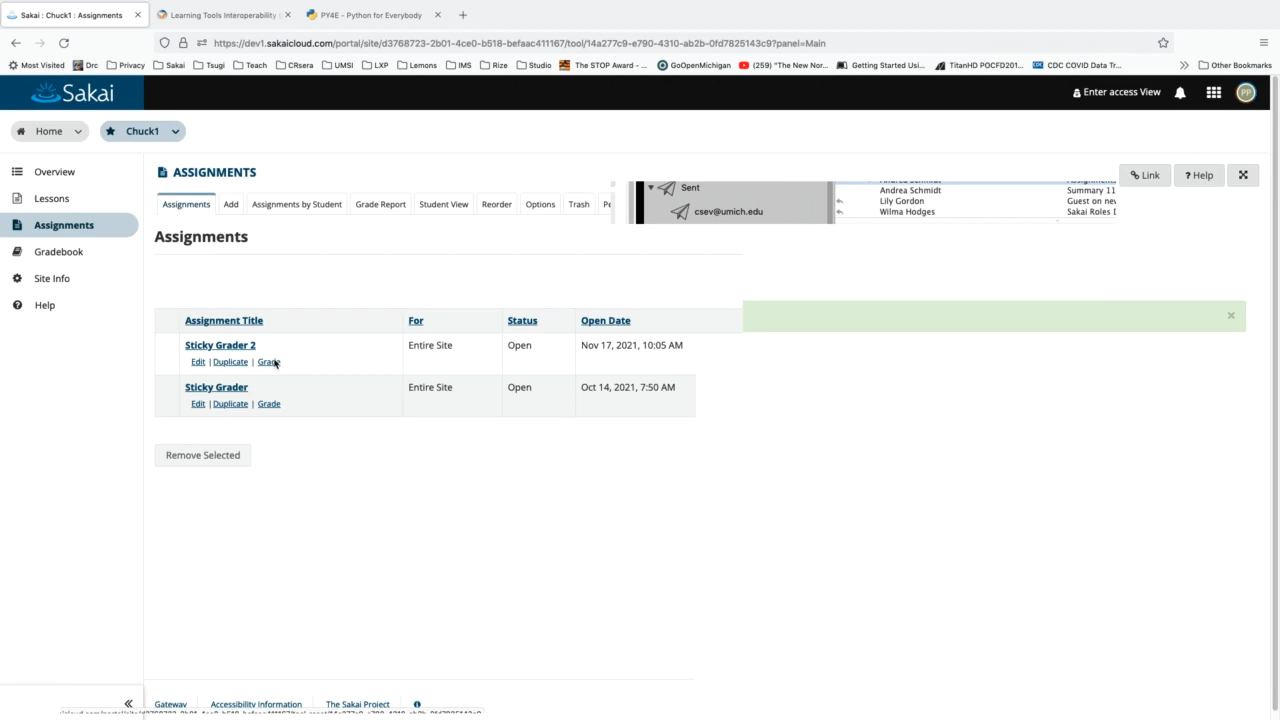 Sakai : Chuck1 : Assignments
Learning Tools Interoperability
PY4E - Python for Everybody
https://dev1.sakaicloud.com/portal/site/d3768723-2b01-4ce0-b518-befaac411167/tool/14a277c9-e790-4310-ab2b-0fd7825143c9?panel=Main
Most Visited Drc Privacy Sakai Tsugi Teach CRsera UMSI LXP Lemons IMS Rize Studio The STOP Award - ... GoOpenMichigan (259) "The New Nor... Getting Started Usi... TitanHD POCFD201... CDC COVID Data Tr... Other Bookmarks
Sakai
Enter access View
PP
Home
Chuck1
Overview
Lessons
Assignments
Gradebook
Site Info
Help
ASSIGNMENTS
Link
? Help
Sent
csev@umich.edu
Andrea Schmidt Summary 11
Lily Gordon Guest on new
Wilma Hodges Sakai Roles
Assignments Add Assignments by Student Grade Report Student View Reorder Options Trash Pe
Assignments
Assignment Title For Status Open Date
Sticky Grader 2 Entire Site Open Nov 17, 2021, 10:05 AM
Edit | Duplicate | Grade
Sticky Grader Entire Site Open Oct 14, 2021, 7:50 AM
Edit | Duplicate | Grade
Remove Selected
Gateway Accessibility Information The Sakai Project